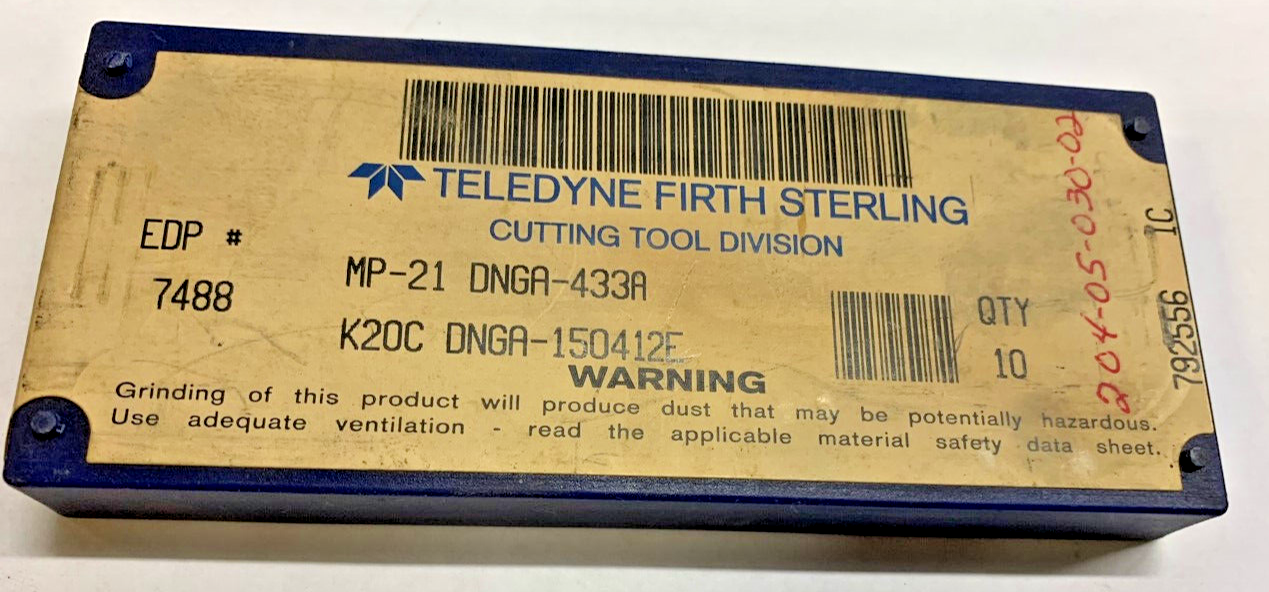 TELEDYNE FIRTH STERLING
CUTTING TOOL DIVISION
EDP #
7488
MP-21 DNGA-433A
K20C DNGA-150412E
QTY
10
WARNING
Grinding of this product will produce dust that may be potentially hazardous.
Use adequate ventilation - read the applicable material safety data sheet.
204-05-030-02
792556 1C